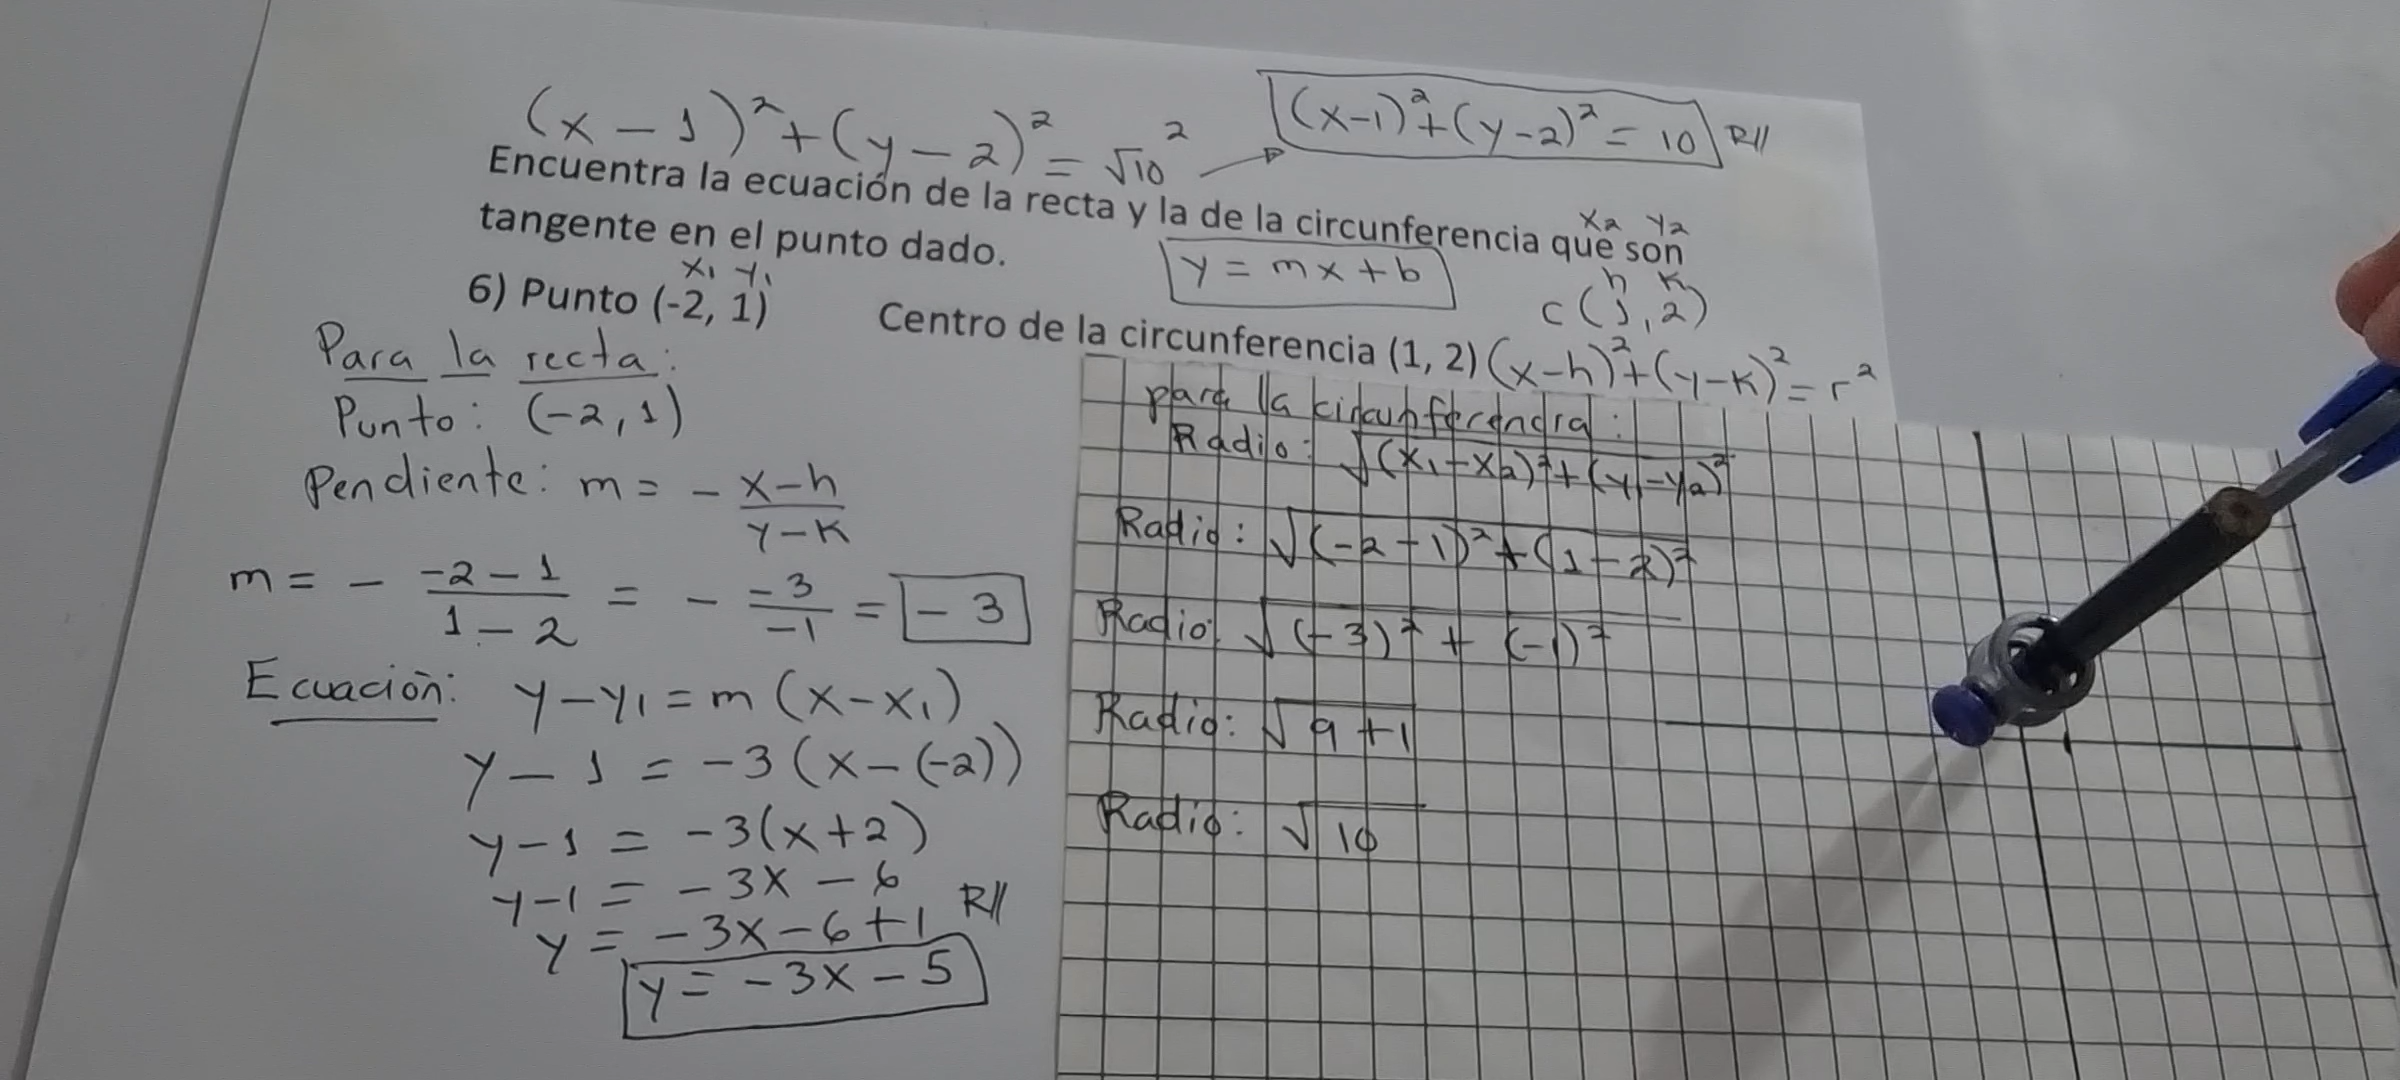 (x - 1)² + (y - 2)² = √10²
(x-1)² + (y-2)² = 10 R//
Encuentra la ecuación de la recta y la de la circunferencia que son
tangente en el punto dado.
y = mx + b
x₂ y₂
h k
C (1, 2)
x₁ y₁
6) Punto (-2, 1)
Centro de la circunferencia (1, 2)
(x-h)² + (y-k)² = r²
Para la recta:
Punto: (-2, 1)
Pendiente: m = - x-h / y-k
m = - -2-1 / 1-2 = - -3 / -1 = -3
Ecuación: y-y₁ = m (x-x₁)
y - 1 = -3 (x-(-2))
y-1 = -3(x+2)
y-1 = -3x - 6
y = -3x-6+1 R//
y = -3x - 5
para la circunferencia:
Radio: √(x₁-x₂)²+(y₁-y₂)²
Radio: √(-2-1)²+(1-2)²
Radio: √(-3)² + (-1)²
Radio: √9+1
Radio: √10